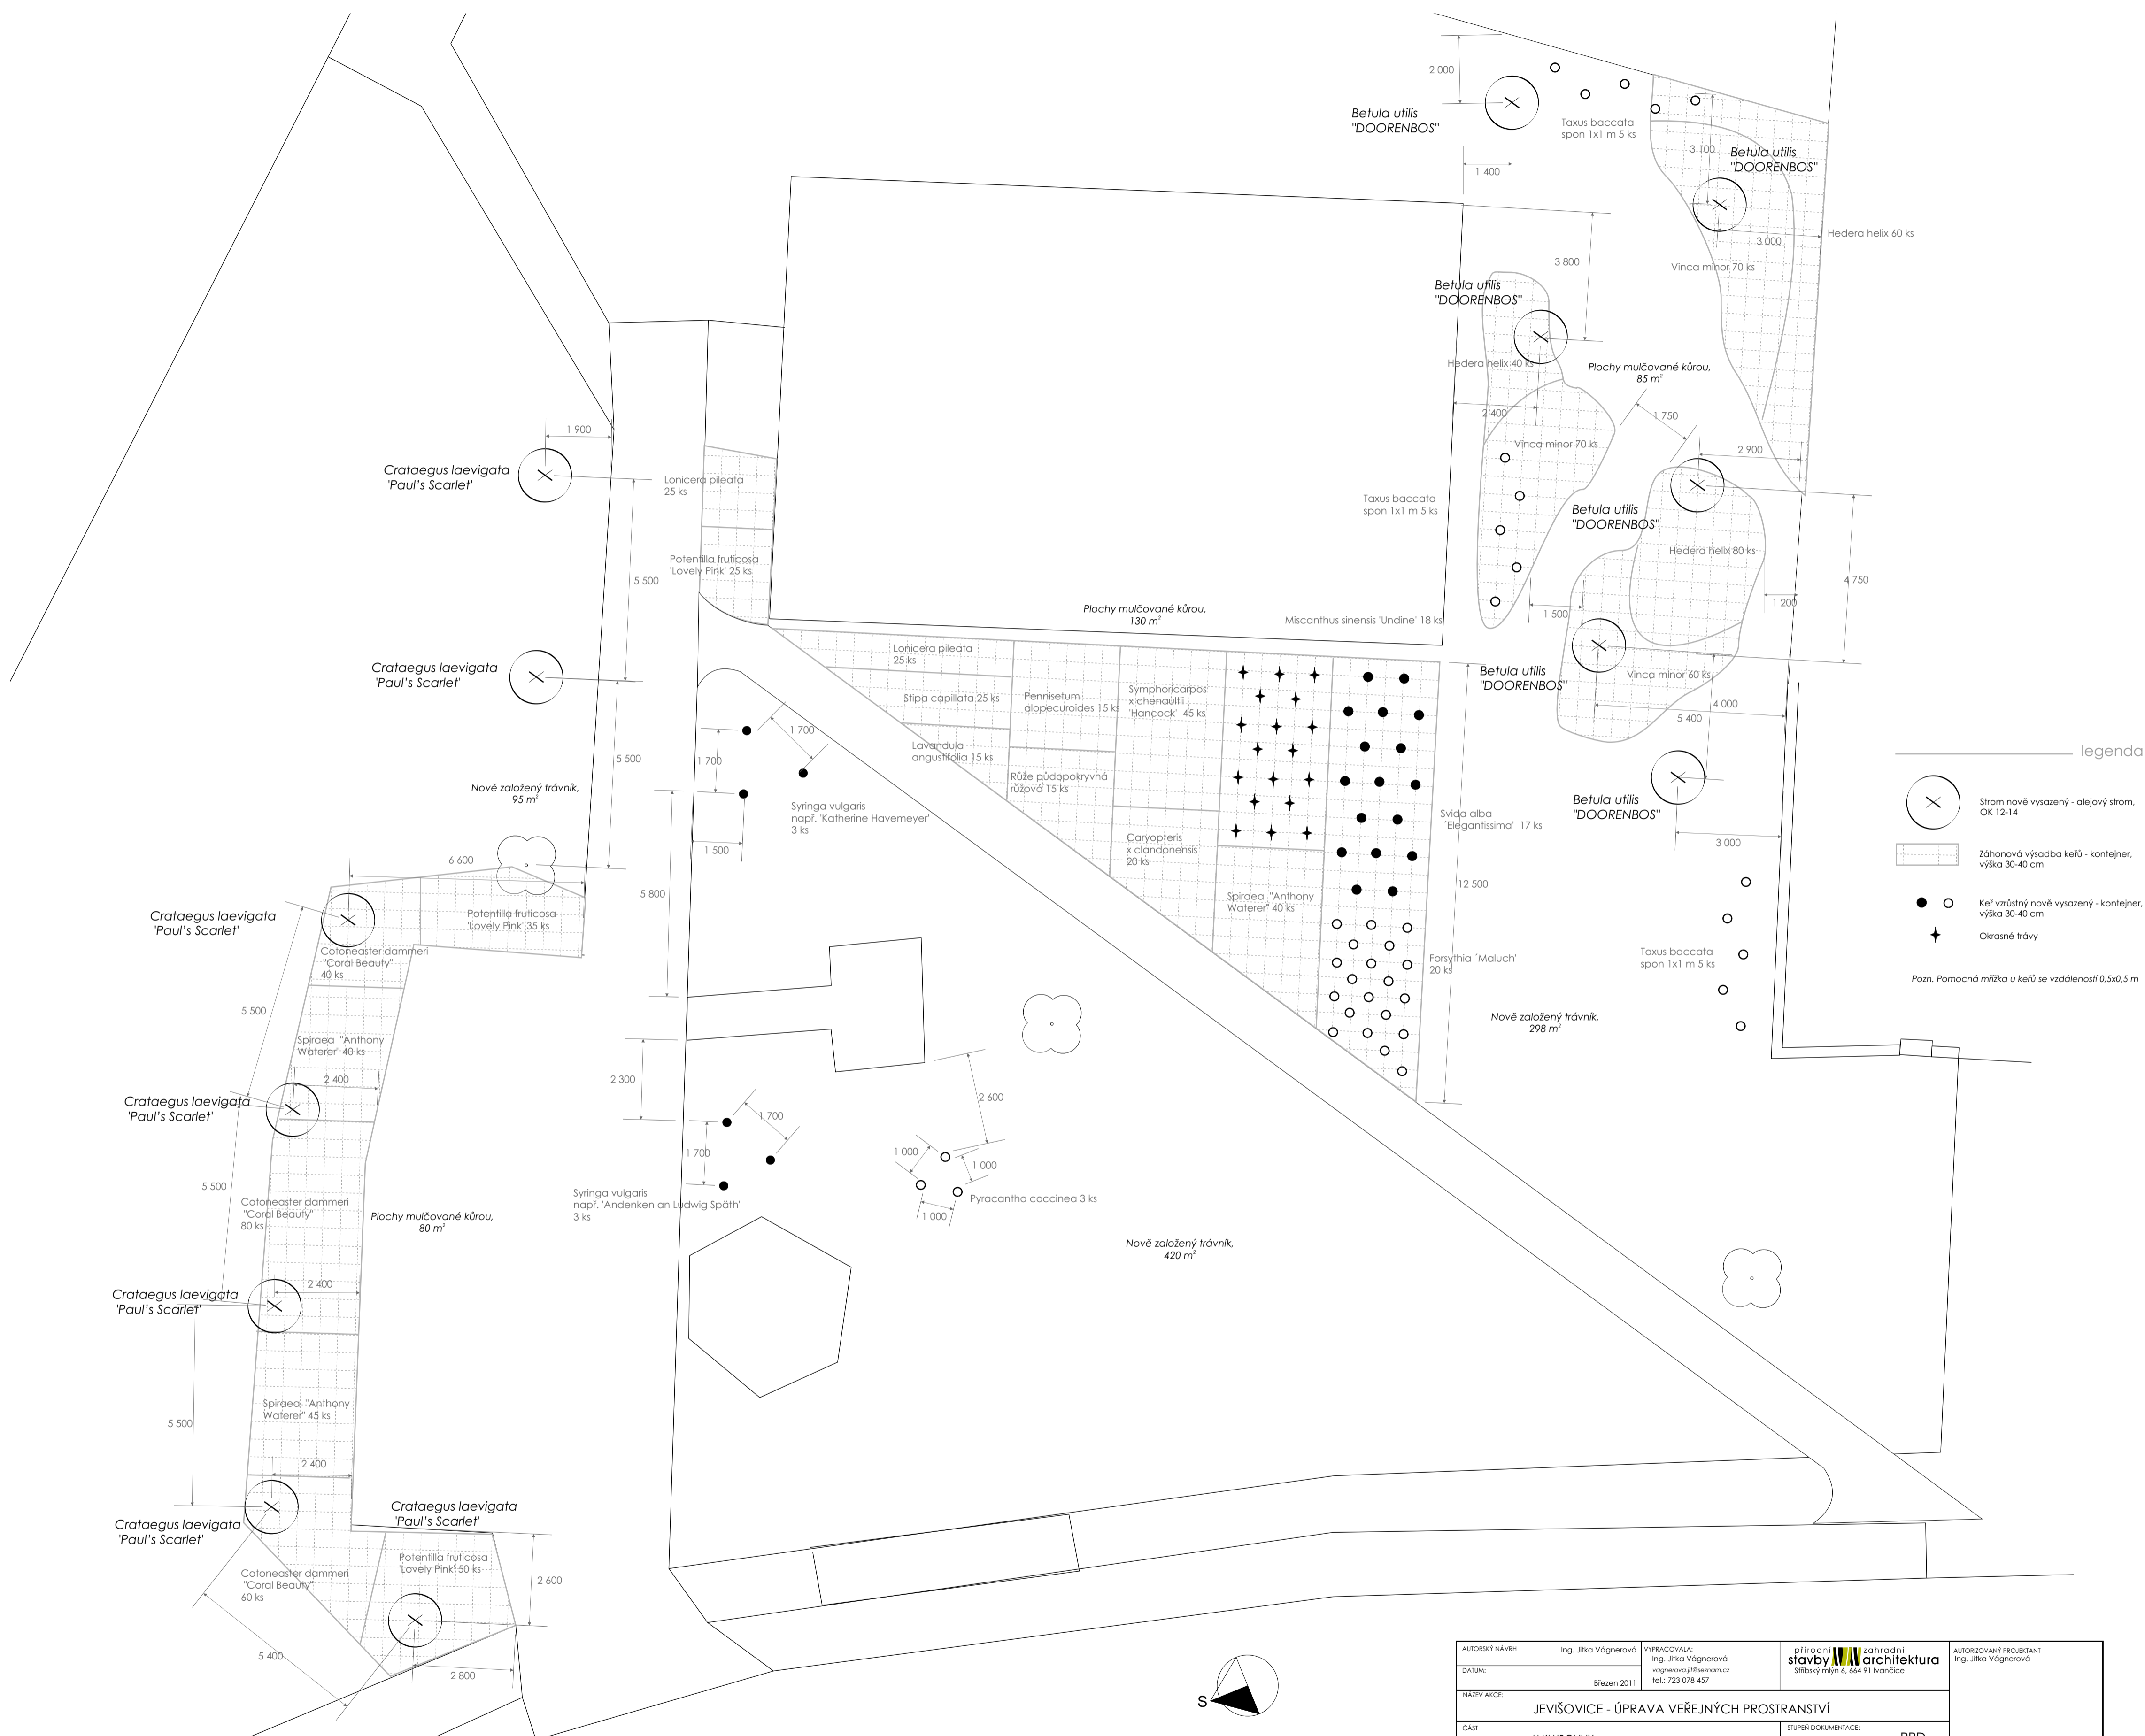 2 000
Betula utilis
"DOORENBOS"
Taxus baccata
spon 1x1 m 5 ks
1 400
3 100
Betula utilis
"DOORENBOS"
3 000
Hedera helix 60 ks
Vinca minor 70 ks
3 800
Betula utilis
"DOORENBOS"
Hedera helix 40 ks
Plochy mulčované kůrou,
85 m²
2 400
1 750
Vinca minor 70 ks
2 900
1 900
Crataegus laevigata
'Paul's Scarlet'
Lonicera pileata
25 ks
Taxus baccata
spon 1x1 m 5 ks
Betula utilis
"DOORENBOS"
Hedera helix 80 ks
Potentilla fruticosa
'Lovely Pink' 25 ks
5 500
4 750
1 200
1 500
Plochy mulčované kůrou,
130 m²
Miscanthus sinensis 'Undine' 18 ks
Crataegus laevigata
'Paul's Scarlet'
Lonicera pileata
25 ks
Stipa capillata 25 ks
Pennisetum
alopecuroides 15 ks
Symphoricarpos
x chenaultii
'Hancock' 45 ks
Betula utilis
"DOORENBOS"
Vinca minor 60 ks
4 000
5 400
1 700
1 700
5 500
Lavandula
angustifolia 15 ks
Růže půdopokryvná
růžová 15 ks
legenda
Nově založený trávník,
95 m²
Syringa vulgaris
např. 'Katherine Havemeyer'
3 ks
1 500
Svida alba
'Elegantissima' 17 ks
Betula utilis
"DOORENBOS"
Strom nově vysazený - alejový strom,
OK 12-14
Caryopteris
x clandonensis
20 ks
3 000
Záhonová výsadba keřů - kontejner,
výška 30-40 cm
6 600
12 500
5 800
Spiraea "Anthony
Waterer" 40 ks
Keř vzrůstný nově vysazený - kontejner,
výška 30-40 cm
Okrasné trávy
Crataegus laevigata
'Paul's Scarlet'
Potentilla fruticosa
'Lovely Pink' 35 ks
Cotoneaster dammeri
"Coral Beauty"
40 ks
Forsythia ´Maluch'
20 ks
Taxus baccata
spon 1x1 m 5 ks
Pozn. Pomocná mřížka u keřů se vzdáleností 0,5x0,5 m
5 500
Nově založený trávník,
298 m²
Spiraea "Anthony
Waterer" 40 ks
2 400
2 300
2 600
Crataegus laevigata
'Paul's Scarlet'
1 700
1 700
1 000
1 000
1 000
5 500
Cotoneaster dammeri
"Coral Beauty"
80 ks
Plochy mulčované kůrou,
80 m²
Syringa vulgaris
např. 'Andenken an Ludwig Späth'
3 ks
Pyracantha coccinea 3 ks
Nově založený trávník,
420 m²
2 400
Crataegus laevigata
'Paul's Scarlet'
5 500
Spiraea "Anthony
Waterer" 45 ks
2 400
Crataegus laevigata
'Paul's Scarlet'
Crataegus laevigata
'Paul's Scarlet'
Cotoneaster dammeri
"Coral Beauty"
60 ks
Potentilla fruticosa
'Lovely Pink' 50 ks
2 600
5 400
2 800
S
AUTORSKÝ NÁVRH
Ing. Jitka Vágnerová
DATUM:
Březen 2011
VYPRACOVALA:
Ing. Jitka Vágnerová
vagnerova.jit@seznam.cz
tel.: 723 078 457
přírodní zahradní
stavby architektura
Stříbský mlýn 6, 664 91 Ivančice
AUTORIZOVANÝ PROJEKTANT
Ing. Jitka Vágnerová
NÁZEV AKCE:
JEVIŠOVICE - ÚPRAVA VEŘEJNÝCH PROSTRANSTVÍ
ČÁST
STUPEŇ DOKUMENTACE: